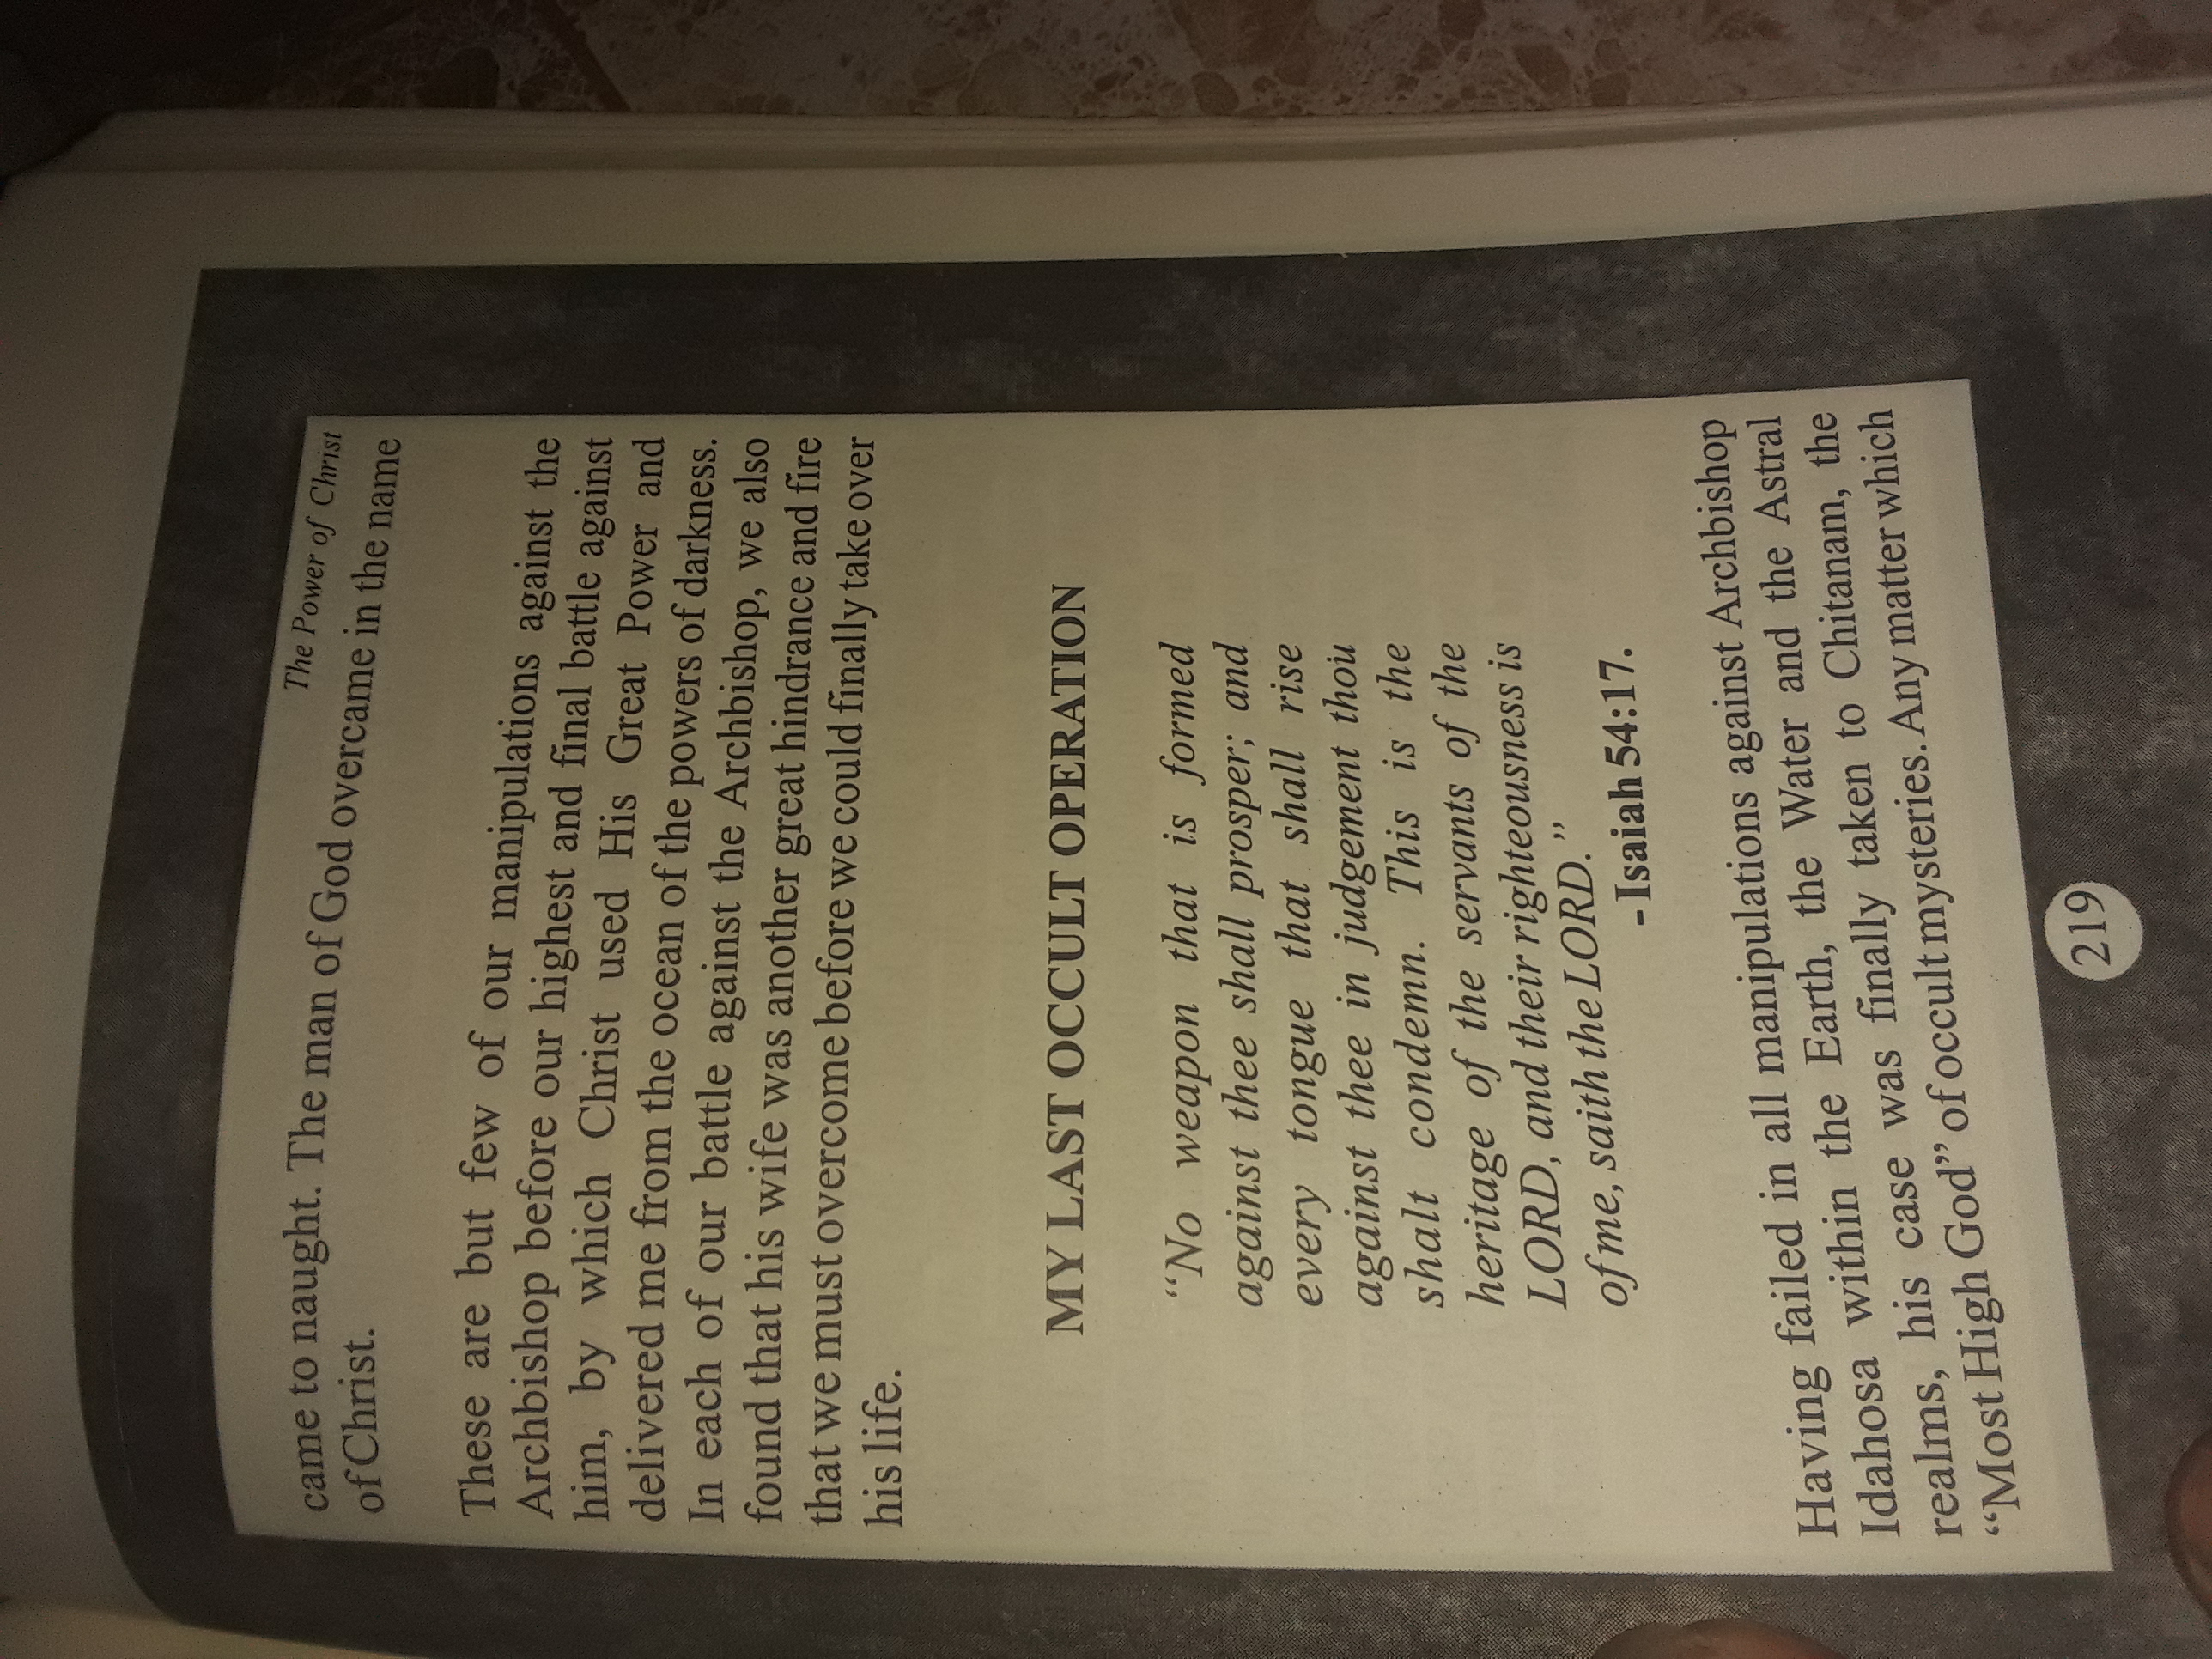 The Power of Christ
came to naught. The man of God overcame in the name
of Christ.
These are but few of our manipulations against the
Archbishop before our highest and final battle against
him, by which Christ used His Great Power and
delivered me from the ocean of the powers of darkness.
In each of our battle against the Archbishop, we also
found that his wife was another great hindrance and fire
that we must overcome before we could finally take over
his life.
MY LAST OCCULT OPERATION
“No weapon that is formed
against thee shall prosper; and
every tongue that shall rise
against thee in judgement thou
shalt condemn. This is the
heritage of the servants of the
LORD, and their righteousness is
of me, saith the LORD.”
- Isaiah 54:17.
Having failed in all manipulations against Archbishop
Idahosa within the Earth, the Water and the Astral
realms, his case was finally taken to Chitanam, the
“Most High God” of occult mysteries. Any matter which
219